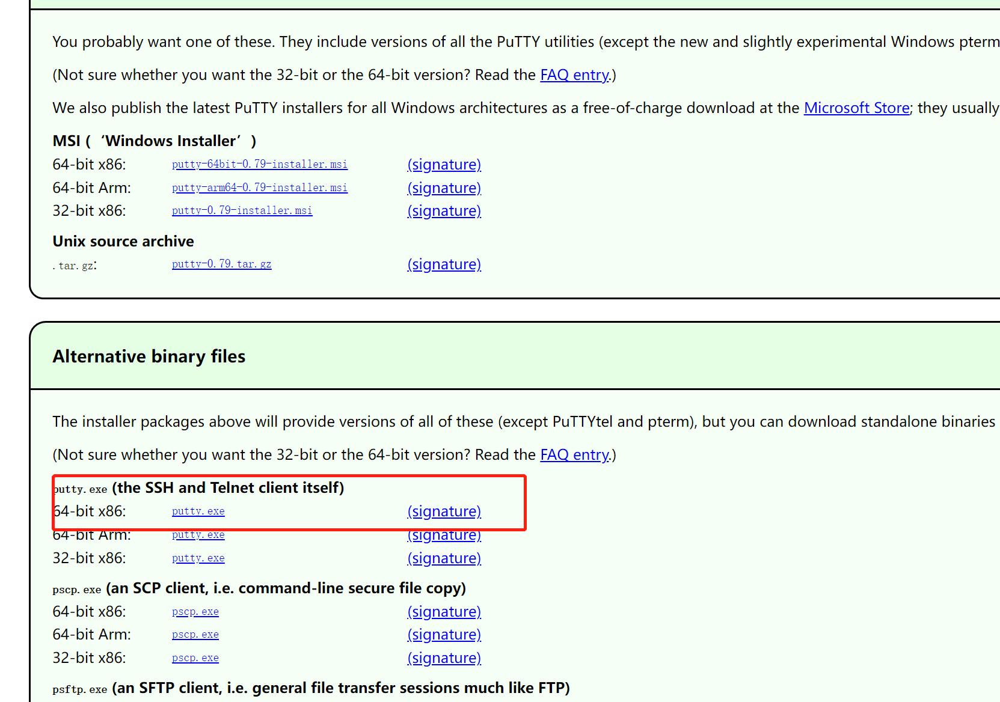 You probably want one of these. They include versions of all the PuTTY utilities (except the new and slightly experimental Windows pterm
(Not sure whether you want the 32-bit or the 64-bit version? Read the FAQ entry.)
We also publish the latest PuTTY installers for all Windows architectures as a free-of-charge download at the Microsoft Store; they usually
MSI (‘Windows Installer’)
64-bit x86: putty-64bit-0.79-installer.msi (signature)
64-bit Arm: putty-arm64-0.79-installer.msi (signature)
32-bit x86: putty-0.79-installer.msi (signature)
Unix source archive
.tar.gz: putty-0.79.tar.gz (signature)
Alternative binary files
The installer packages above will provide versions of all of these (except PuTTYtel and pterm), but you can download standalone binaries
(Not sure whether you want the 32-bit or the 64-bit version? Read the FAQ entry.)
putty.exe (the SSH and Telnet client itself)
64-bit x86: putty.exe (signature)
64-bit Arm: putty.exe (signature)
32-bit x86: putty.exe (signature)
pscp.exe (an SCP client, i.e. command-line secure file copy)
64-bit x86: pscp.exe (signature)
64-bit Arm: pscp.exe (signature)
32-bit x86: pscp.exe (signature)
psftp.exe (an SFTP client, i.e. general file transfer sessions much like FTP)